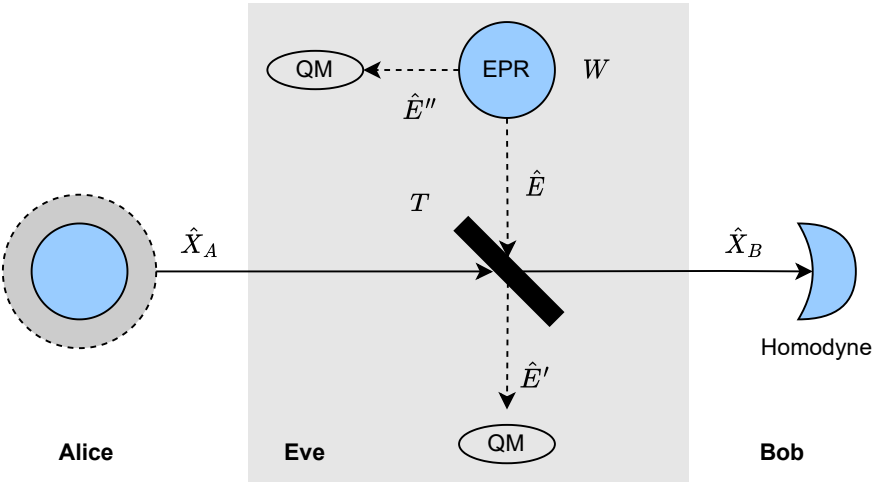 QM
EPR
W
Ê″
Ê
T
X̂_A
X̂_B
Homodyne
Ê′
QM
Alice
Eve
Bob